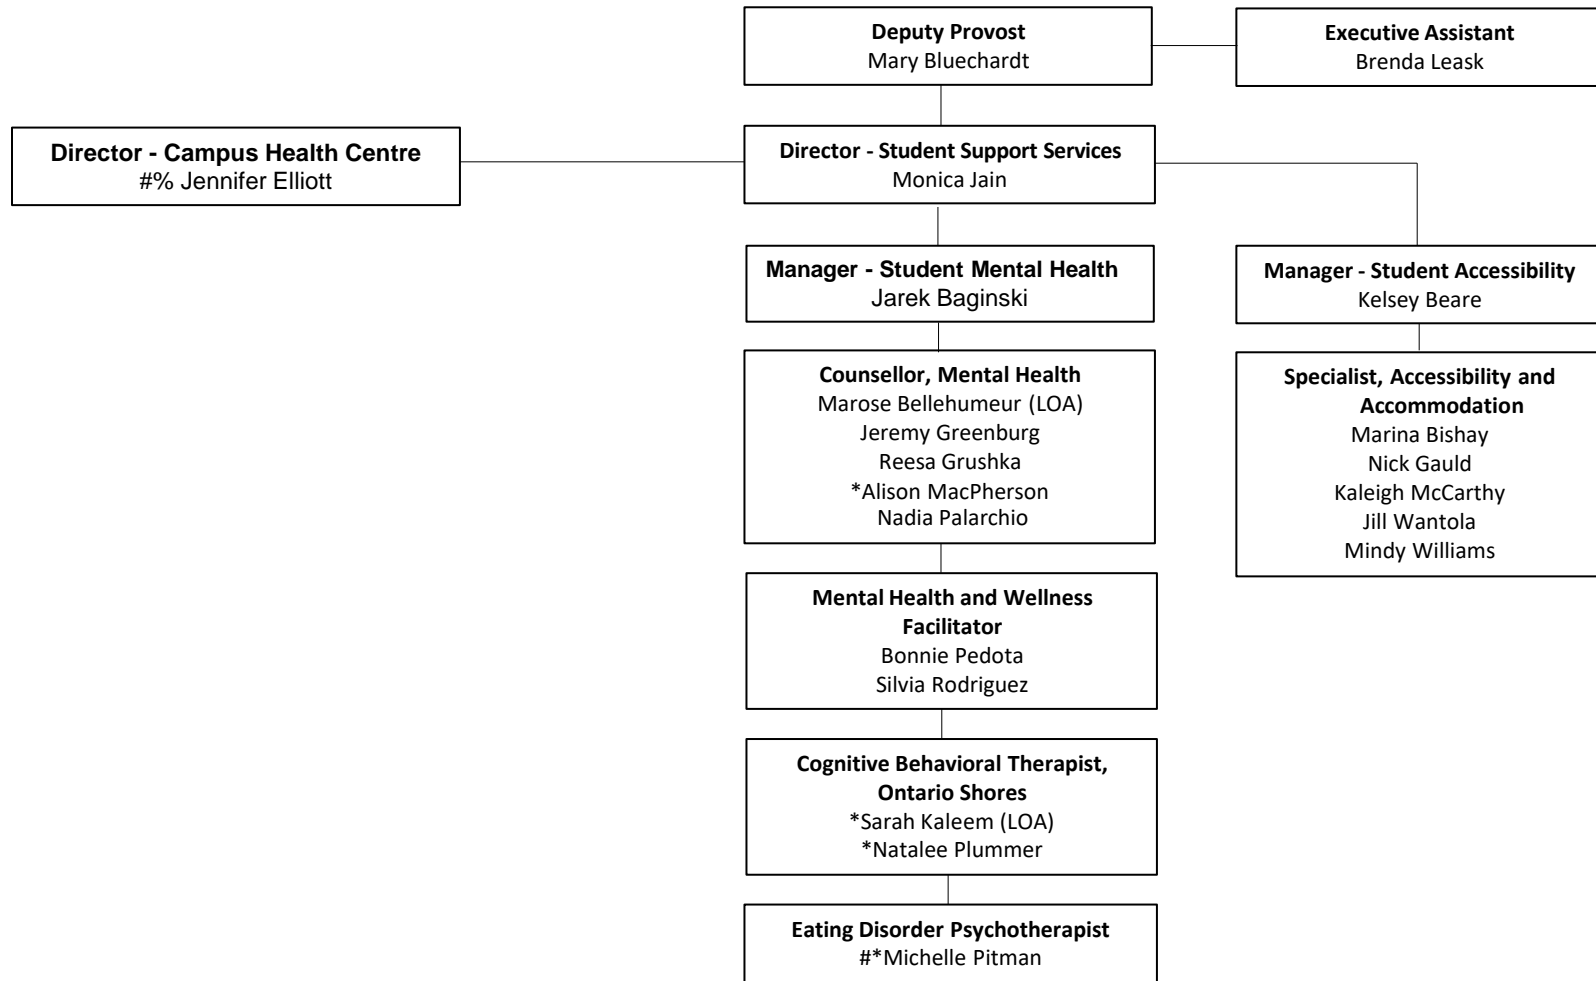 Deputy Provost
Mary Bluechardt
Executive Assistant
Brenda Leask
Director - Campus Health Centre
#% Jennifer Elliott
Director - Student Support Services
Monica Jain
Manager - Student Mental Health
Jarek Baginski
Manager - Student Accessibility
Kelsey Beare
Counsellor, Mental Health
Marose Bellehumeur (LOA)
Jeremy Greenburg
Reesa Grushka
*Alison MacPherson
Nadia Palarchio
Specialist, Accessibility and
Accommodation
Marina Bishay
Nick Gauld
Kaleigh McCarthy
Jill Wantola
Mindy Williams
Mental Health and Wellness
Facilitator
Bonnie Pedota
Silvia Rodriguez
Cognitive Behavioral Therapist,
Ontario Shores
*Sarah Kaleem (LOA)
*Natalee Plummer
Eating Disorder Psychotherapist
#*Michelle Pitman